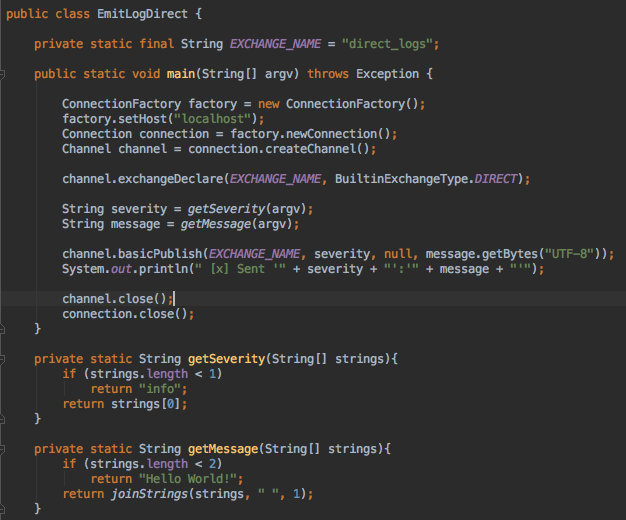 public class EmitLogDirect {
private static final String EXCHANGE_NAME = "direct_logs";
public static void main(String[] argv) throws Exception {
ConnectionFactory factory = new ConnectionFactory();
factory.setHost("localhost");
Connection connection = factory.newConnection();
Channel channel = connection.createChannel();
channel.exchangeDeclare(EXCHANGE_NAME, BuiltinExchangeType.DIRECT);
String severity = getSeverity(argv);
String message = getMessage(argv);
channel.basicPublish(EXCHANGE_NAME, severity, null, message.getBytes("UTF-8"));
System.out.println(" [x] Sent '" + severity + "':'" + message + "'");
channel.close();
connection.close();
}
private static String getSeverity(String[] strings){
if (strings.length < 1)
return "info";
return strings[0];
}
private static String getMessage(String[] strings){
if (strings.length < 2)
return "Hello World!";
return joinStrings(strings, " ", 1);
}